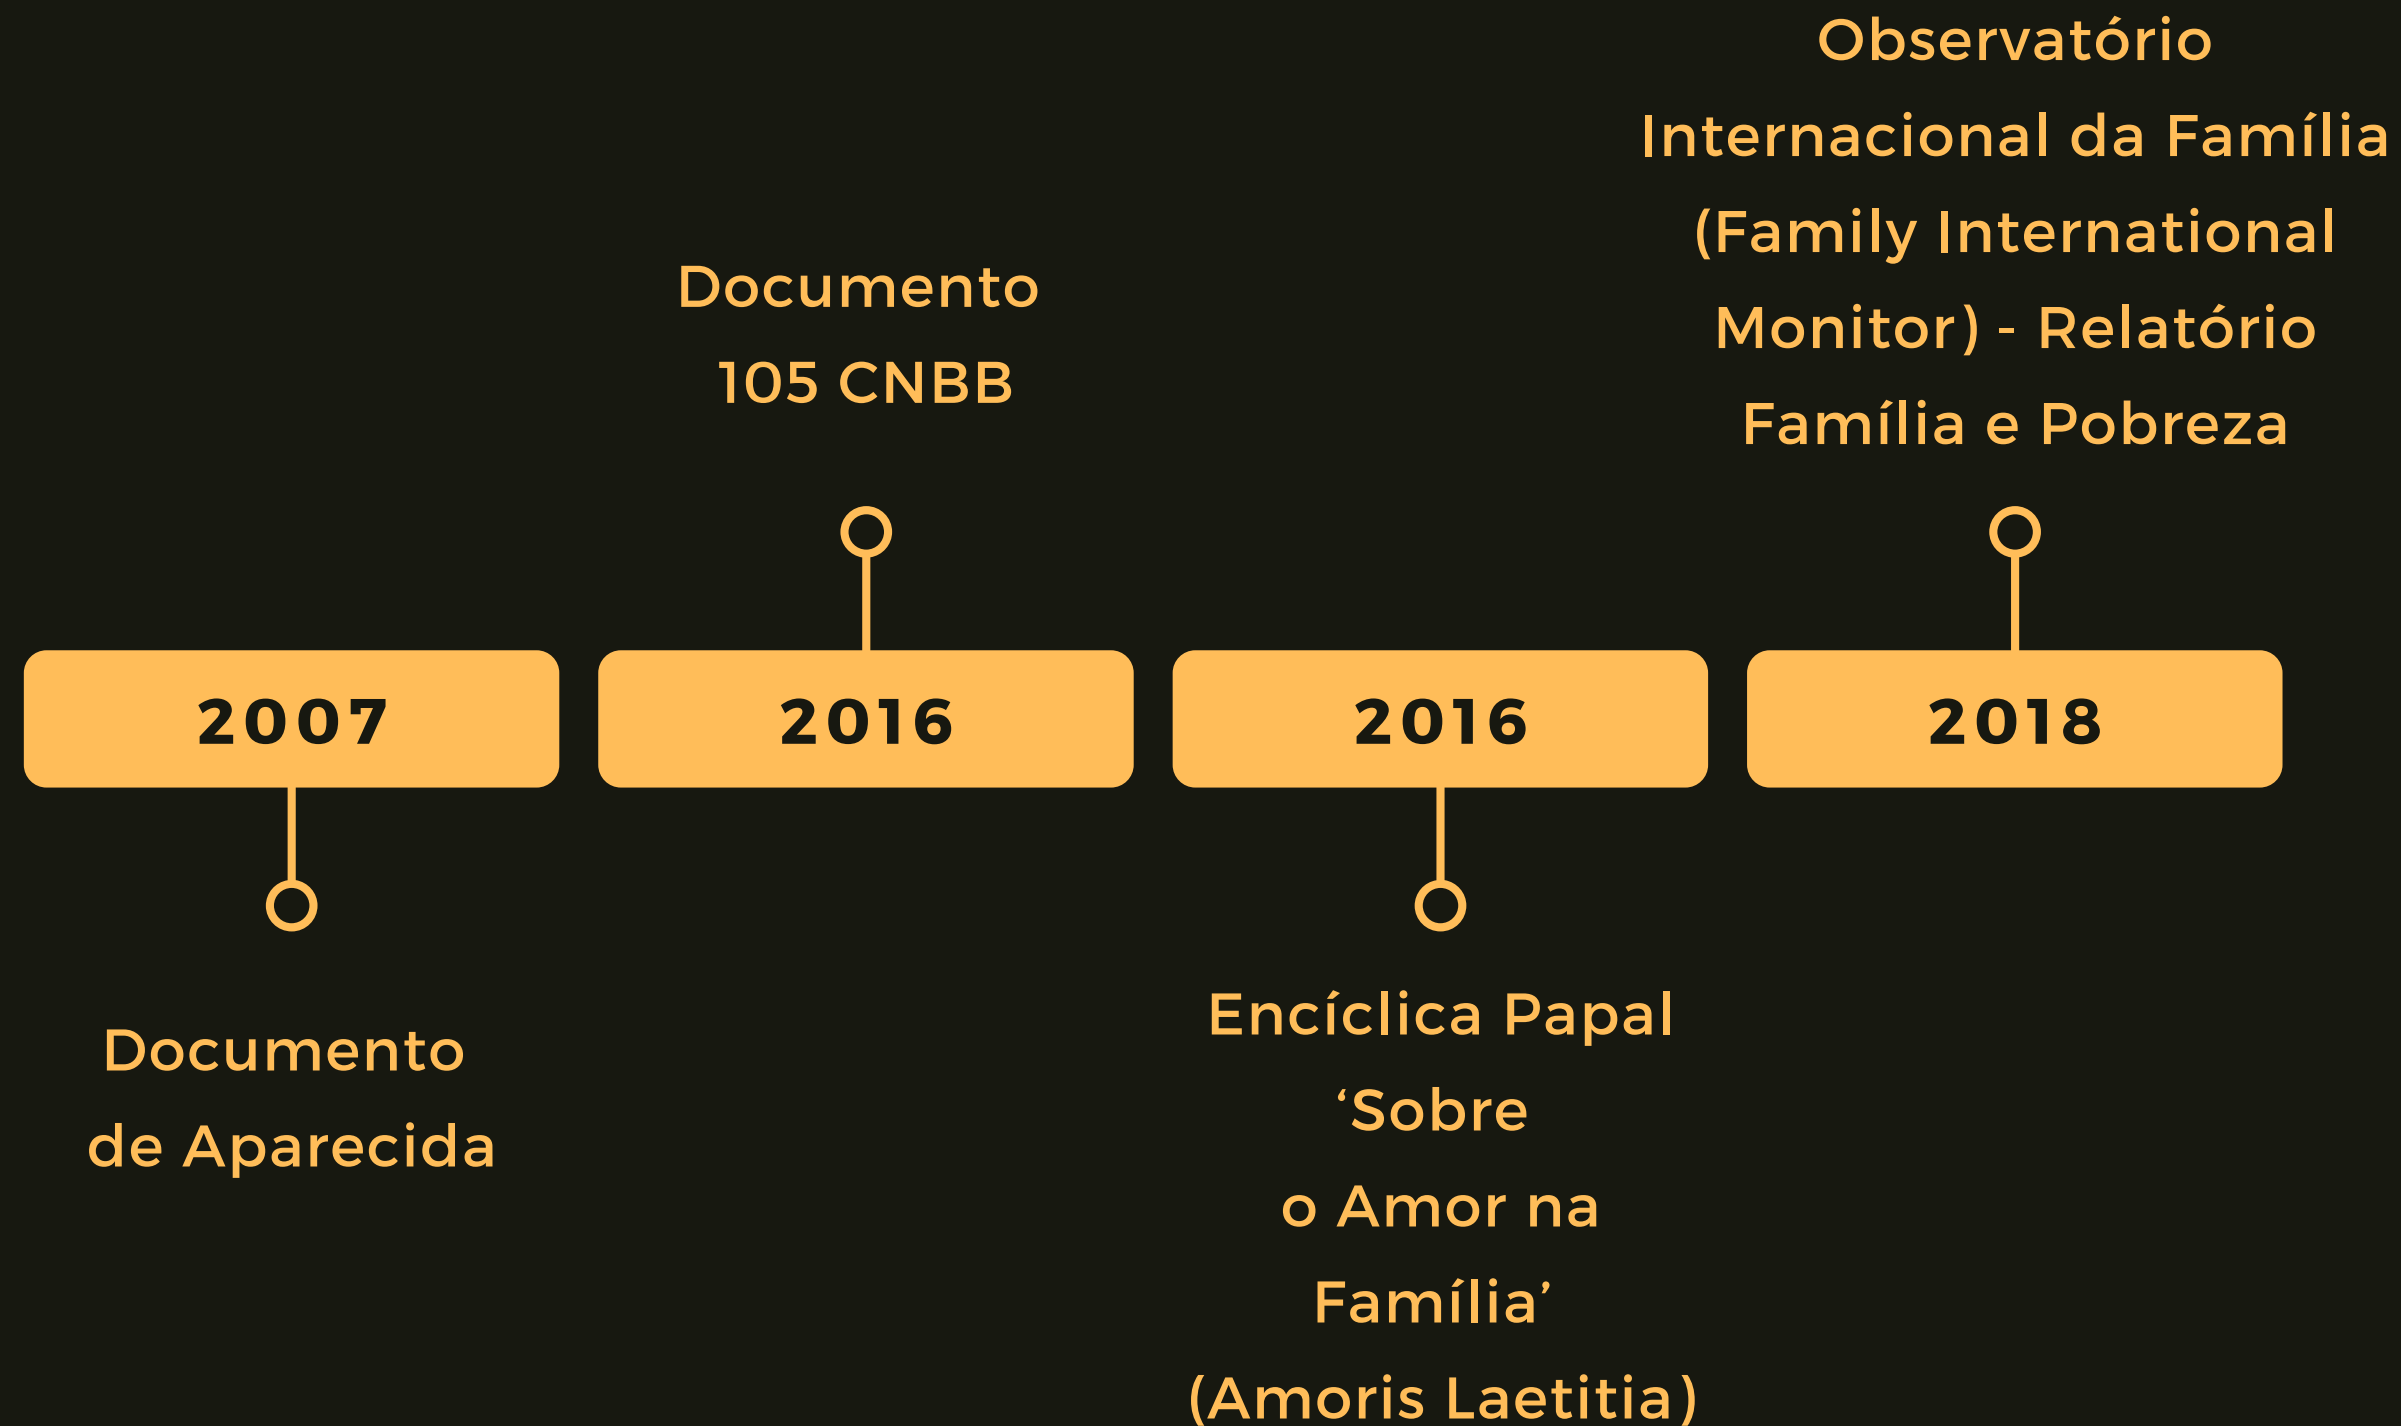 Observatório
Internacional da Família
(Family International
Monitor) - Relatório
Família e Pobreza
Documento
105 CNBB
2007
2016
2016
2018
Documento
de Aparecida
Encíclica Papal
‘Sobre
o Amor na
Família’
(Amoris Laetitia)